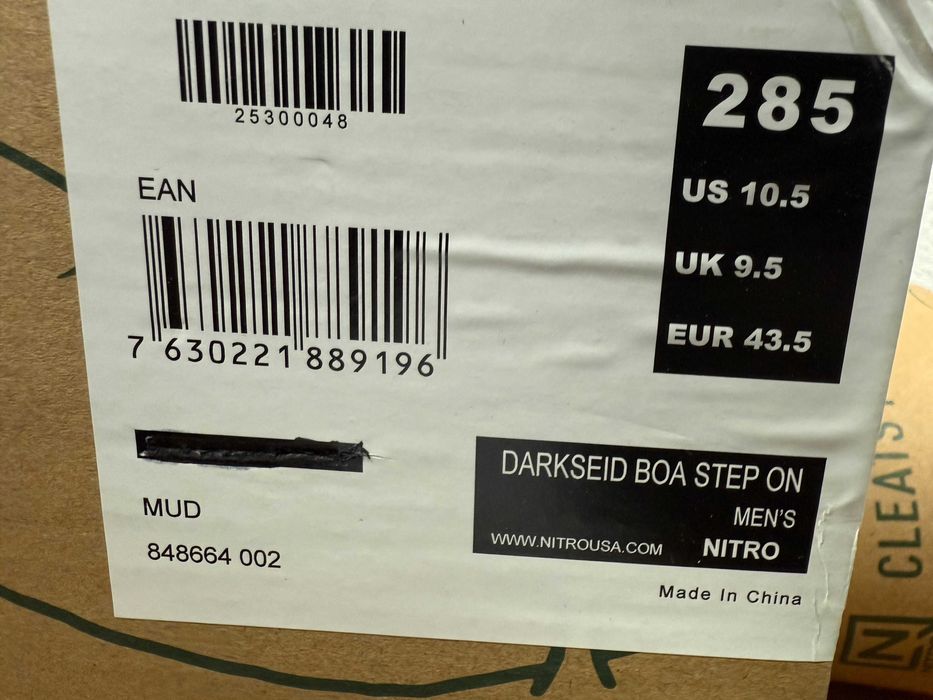 25300048
EAN
7 630221 889196
MUD
848664 002
285
US 10.5
UK 9.5
EUR 43.5
DARKSEID BOA STEP ON
MEN'S
WWW.NITROUSA.COM NITRO
Made In China
CLEATS
N